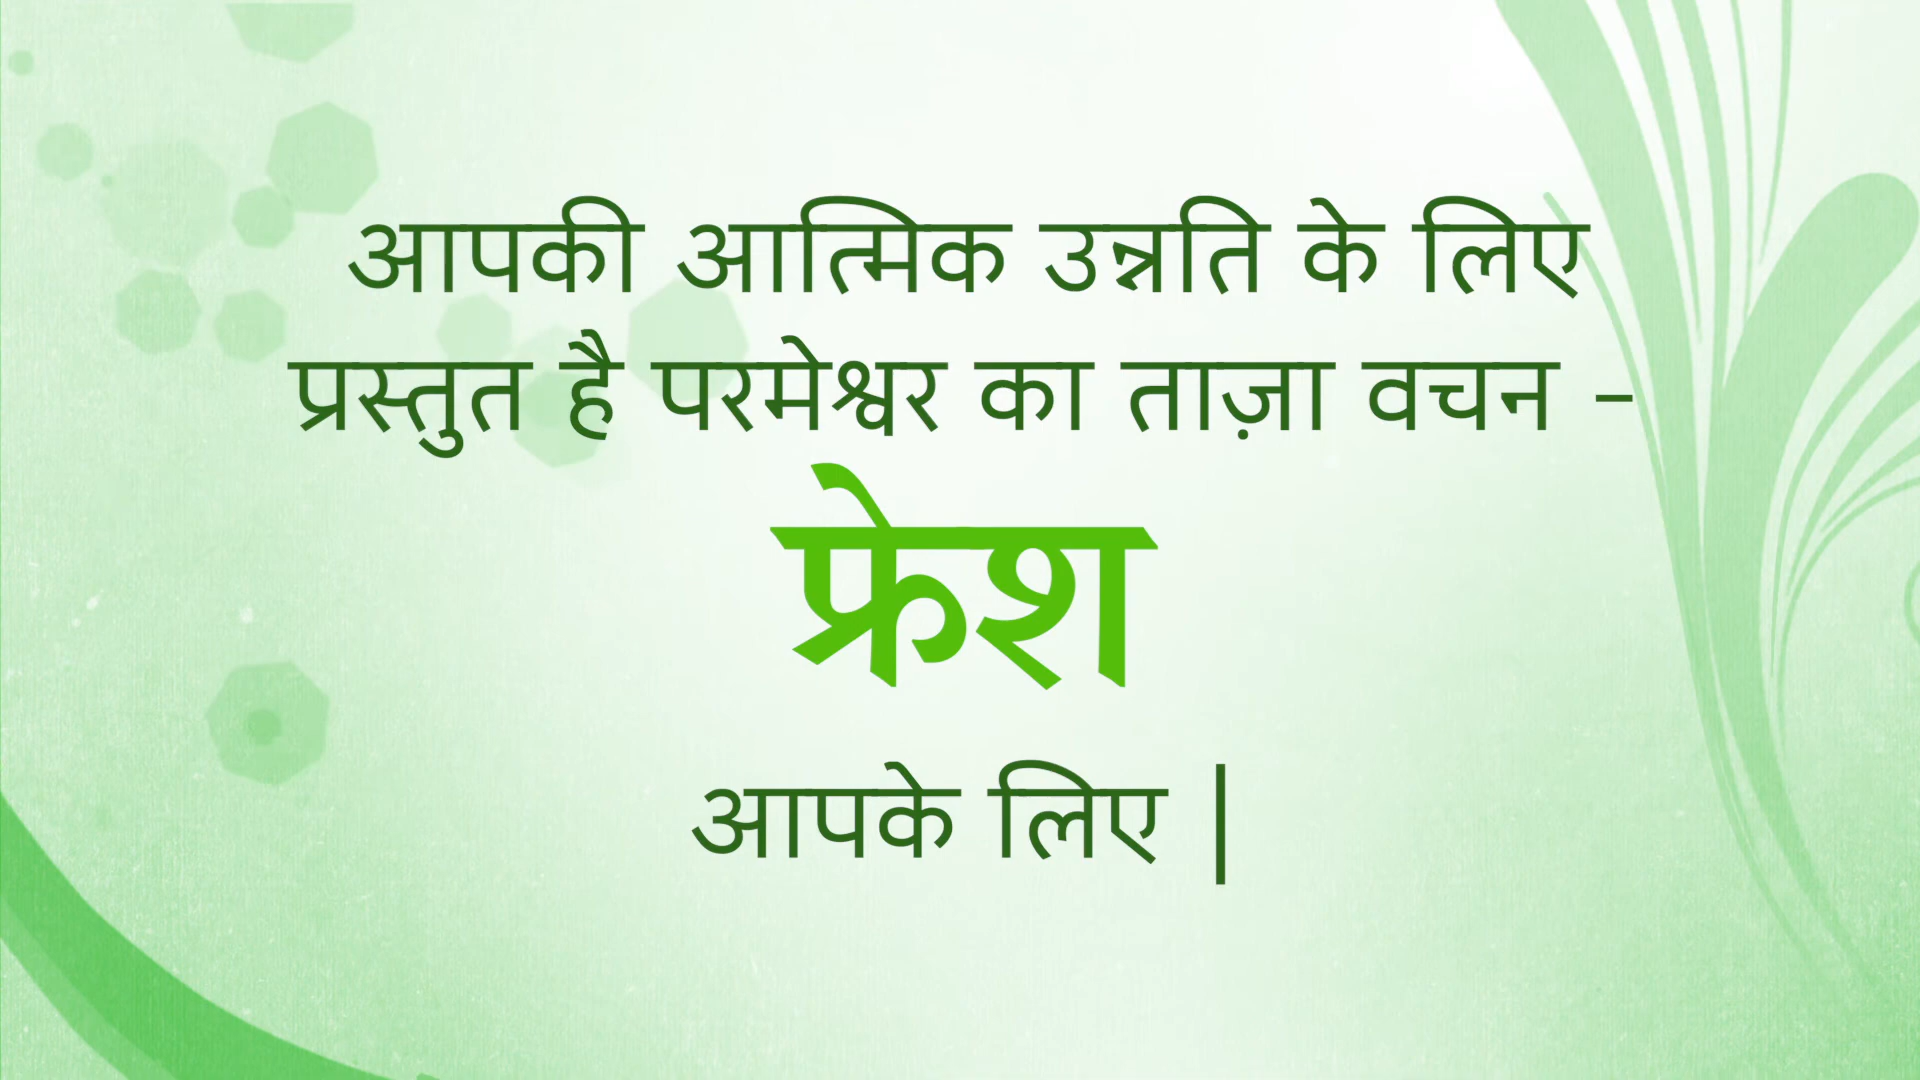 आपकी आत्मिक उन्नति के लिए
प्रस्तुत है परमेश्वर का ताज़ा वचन –
फ्रेश
आपके लिए |